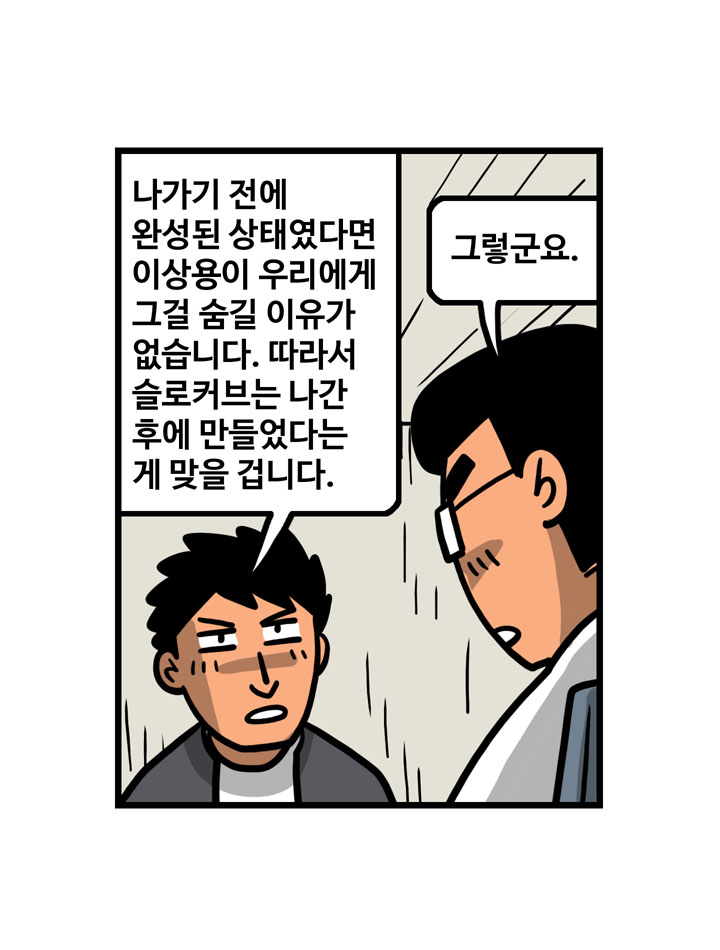 나가기 전에
완성된 상태였다면
이상용이 우리에게
그걸 숨길 이유가
없습니다. 따라서
슬로커브는 나간
후에 만들었다는
게 맞을 겁니다.
그렇군요.